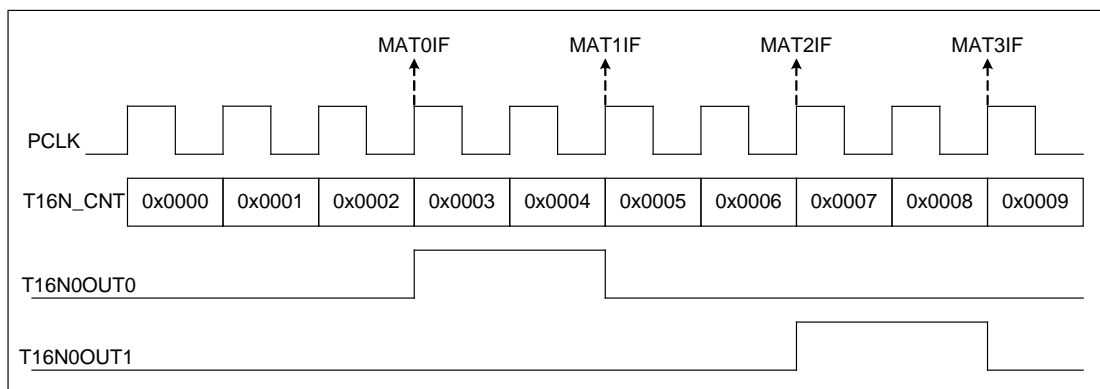 MAT0IF MAT1IF MAT2IF MAT3IF
PCLK
T16N_CNT 0x0000 0x0001 0x0002 0x0003 0x0004 0x0005 0x0006 0x0007 0x0008 0x0009
T16N0OUT0
T16N0OUT1